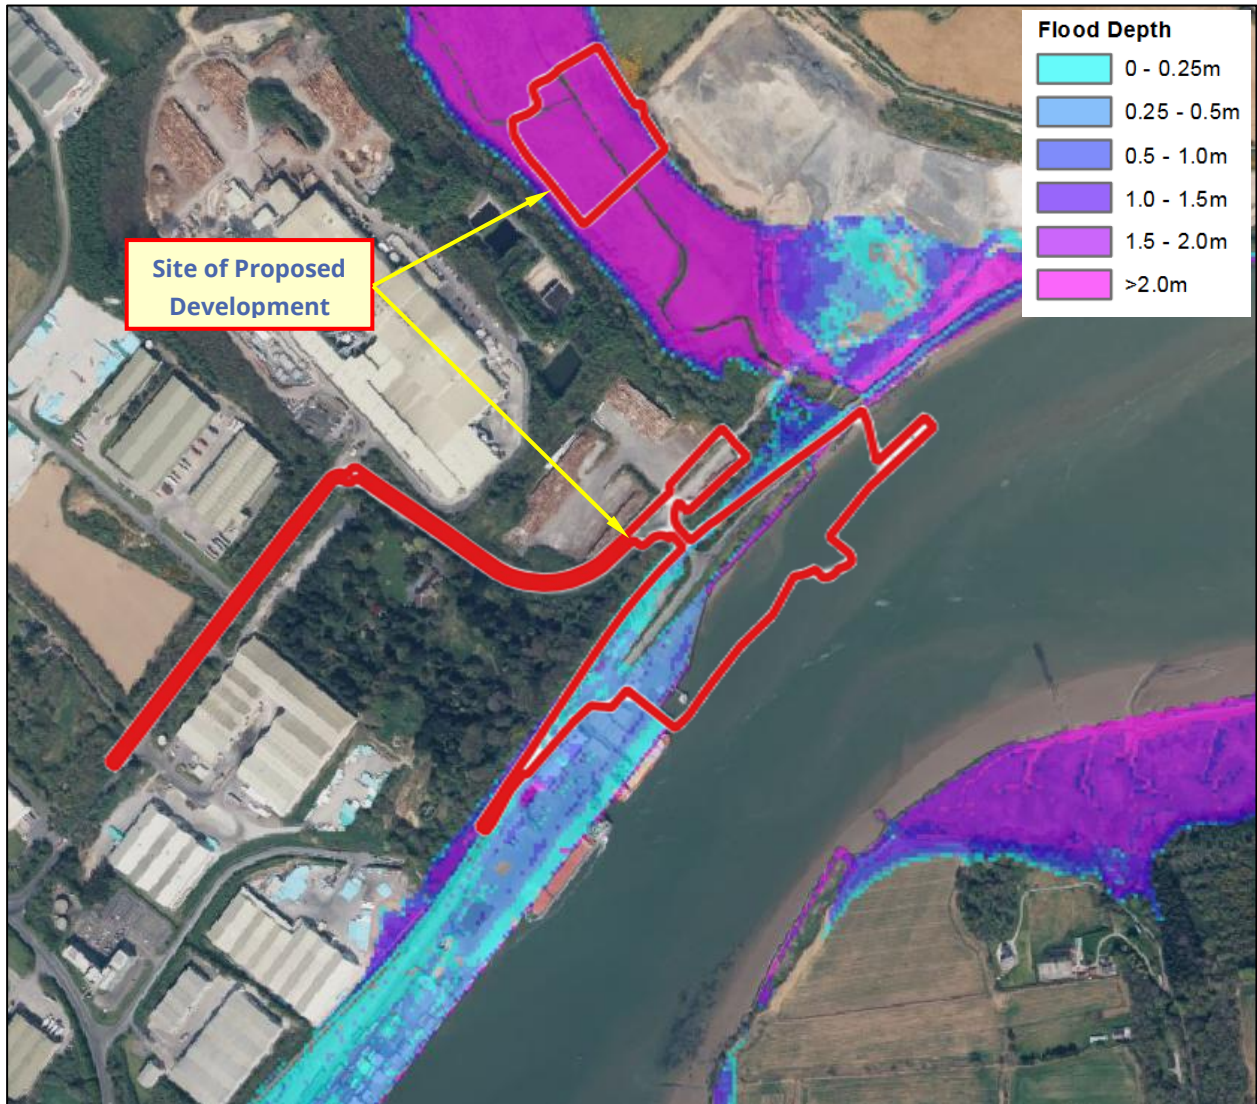 Flood Depth
0 - 0.25m
0.25 - 0.5m
0.5 - 1.0m
1.0 - 1.5m
1.5 - 2.0m
>2.0m
Site of Proposed
Development